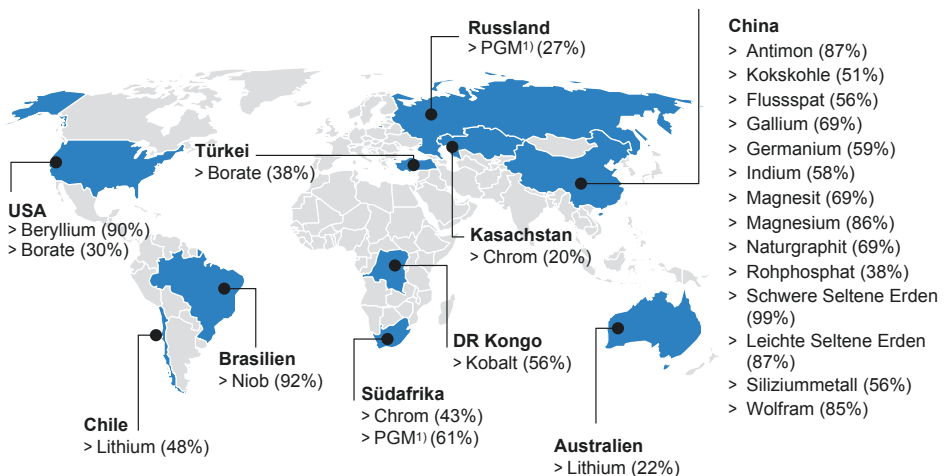 Russland
> PGM1) (27%)
Türkei
> Borate (38%)
USA
> Beryllium (90%)
> Borate (30%)
Kasachstan
> Chrom (20%)
Brasilien
> Niob (92%)
DR Kongo
> Kobalt (56%)
Südafrika
> Chrom (43%)
> PGM1) (61%)
Chile
> Lithium (48%)
Australien
> Lithium (22%)
China
> Antimon (87%)
> Kokskohle (51%)
> Flussspat (56%)
> Gallium (69%)
> Germanium (59%)
> Indium (58%)
> Magnesit (69%)
> Magnesium (86%)
> Naturgraphit (69%)
> Rohphosphat (38%)
> Schwere Seltene Erden
(99%)
> Leichte Seltene Erden
(87%)
> Siliziummetall (56%)
> Wolfram (85%)